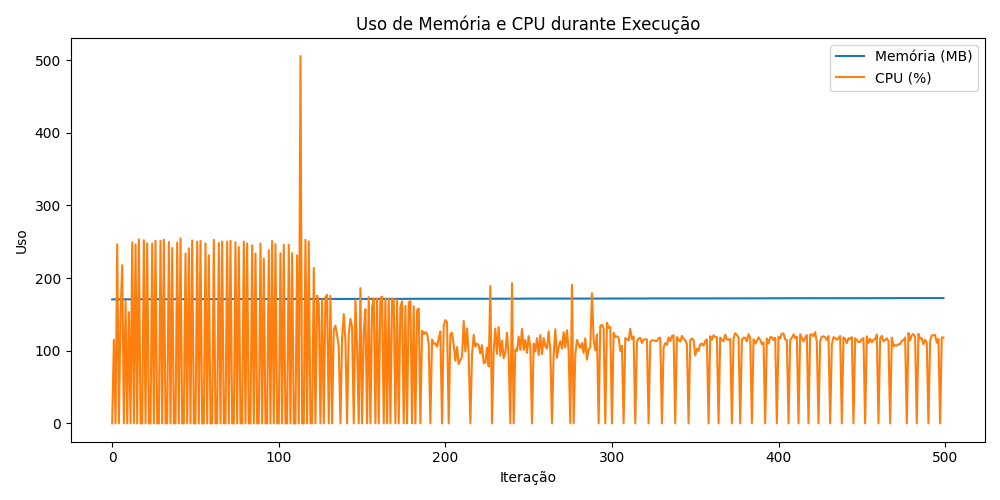 Uso de Memória e CPU durante Execução
Memória (MB)
CPU (%)
Uso
500
400
300
200
100
0
0 100 200 300 400 500
Iteração